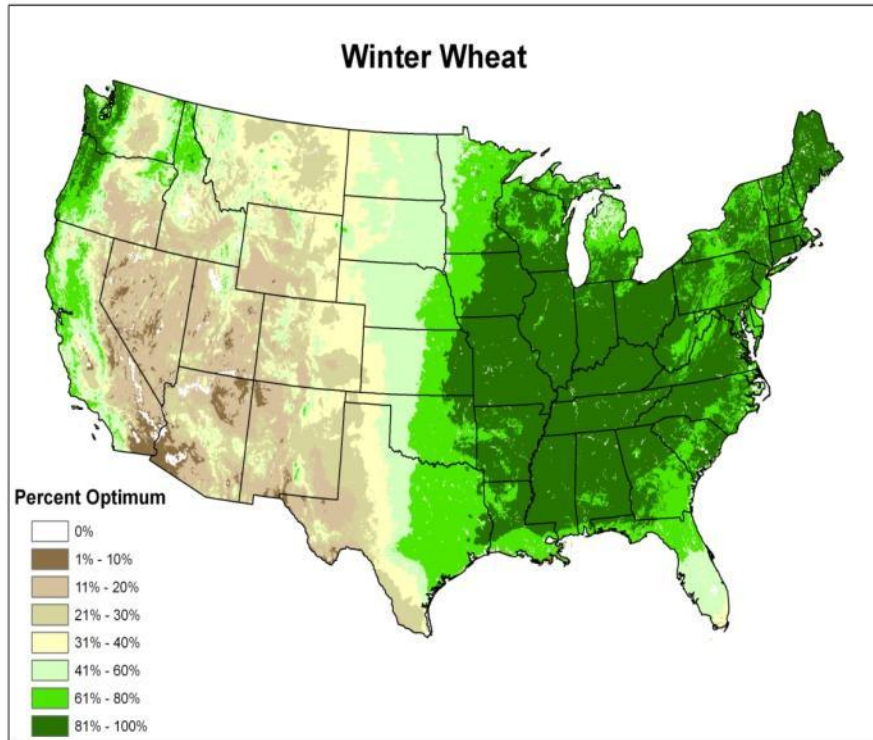 Winter Wheat
Percent Optimum
0%
1% - 10%
11% - 20%
21% - 30%
31% - 40%
41% - 60%
61% - 80%
81% - 100%